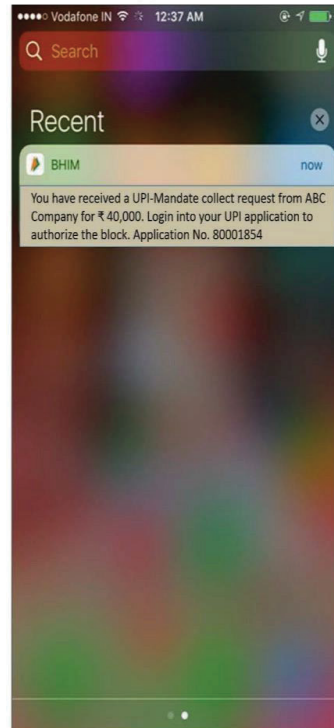 Vodafone IN 12:37 AM
Search
Recent
BHIM now
You have received a UPI-Mandate collect request from ABC
Company for ₹ 40,000. Login into your UPI application to
authorize the block. Application No. 80001854